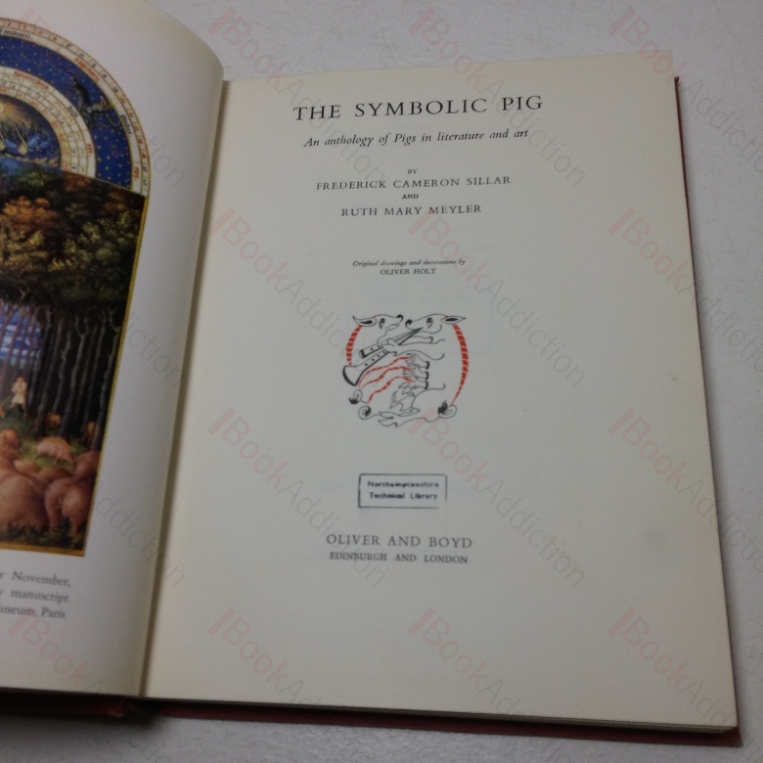 r November,
manuscript
Paris
THE SYMBOLIC PIG
An anthology of Pigs in literature and art
BY
FREDERICK CAMERON SILLAR
AND
RUTH MARY MEYLER
Original drawings and decorations by
OLIVER HOLT
Northamptonshire
Technical Library
OLIVER AND BOYD
EDINBURGH AND LONDON
BookAddiction